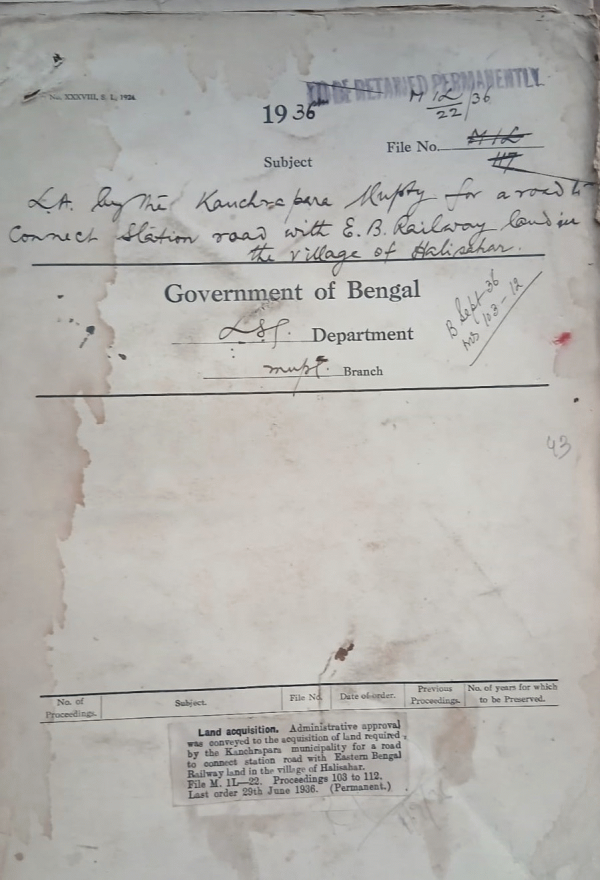 No. XXXVIII, S. L., 1926.
TO BE RETAINED PERMANENTLY.
1936
M 1L/22/36
File No. M1L/117
Subject
L.A. by the Kanchrapara Mupty for a road to
Connect Station road with E. B. Railway land in
the village of Halisahar.
Government of Bengal
LSG. Department
Mupl. Branch
B Sept-36
Nos 103-12
43
No. of Proceedings.
Subject.
File No.
Date of order.
Previous Proceedings.
No. of years for which to be Preserved.
Land acquisition. Administrative approval
was conveyed to the acquisition of land required
by the Kanchrapara municipality for a road
to connect station road with Eastern Bengal
Railway land in the village of Halisahar.
File M. 1L—22. Proceedings 103 to 112.
Last order 29th June 1936. (Permanent.)